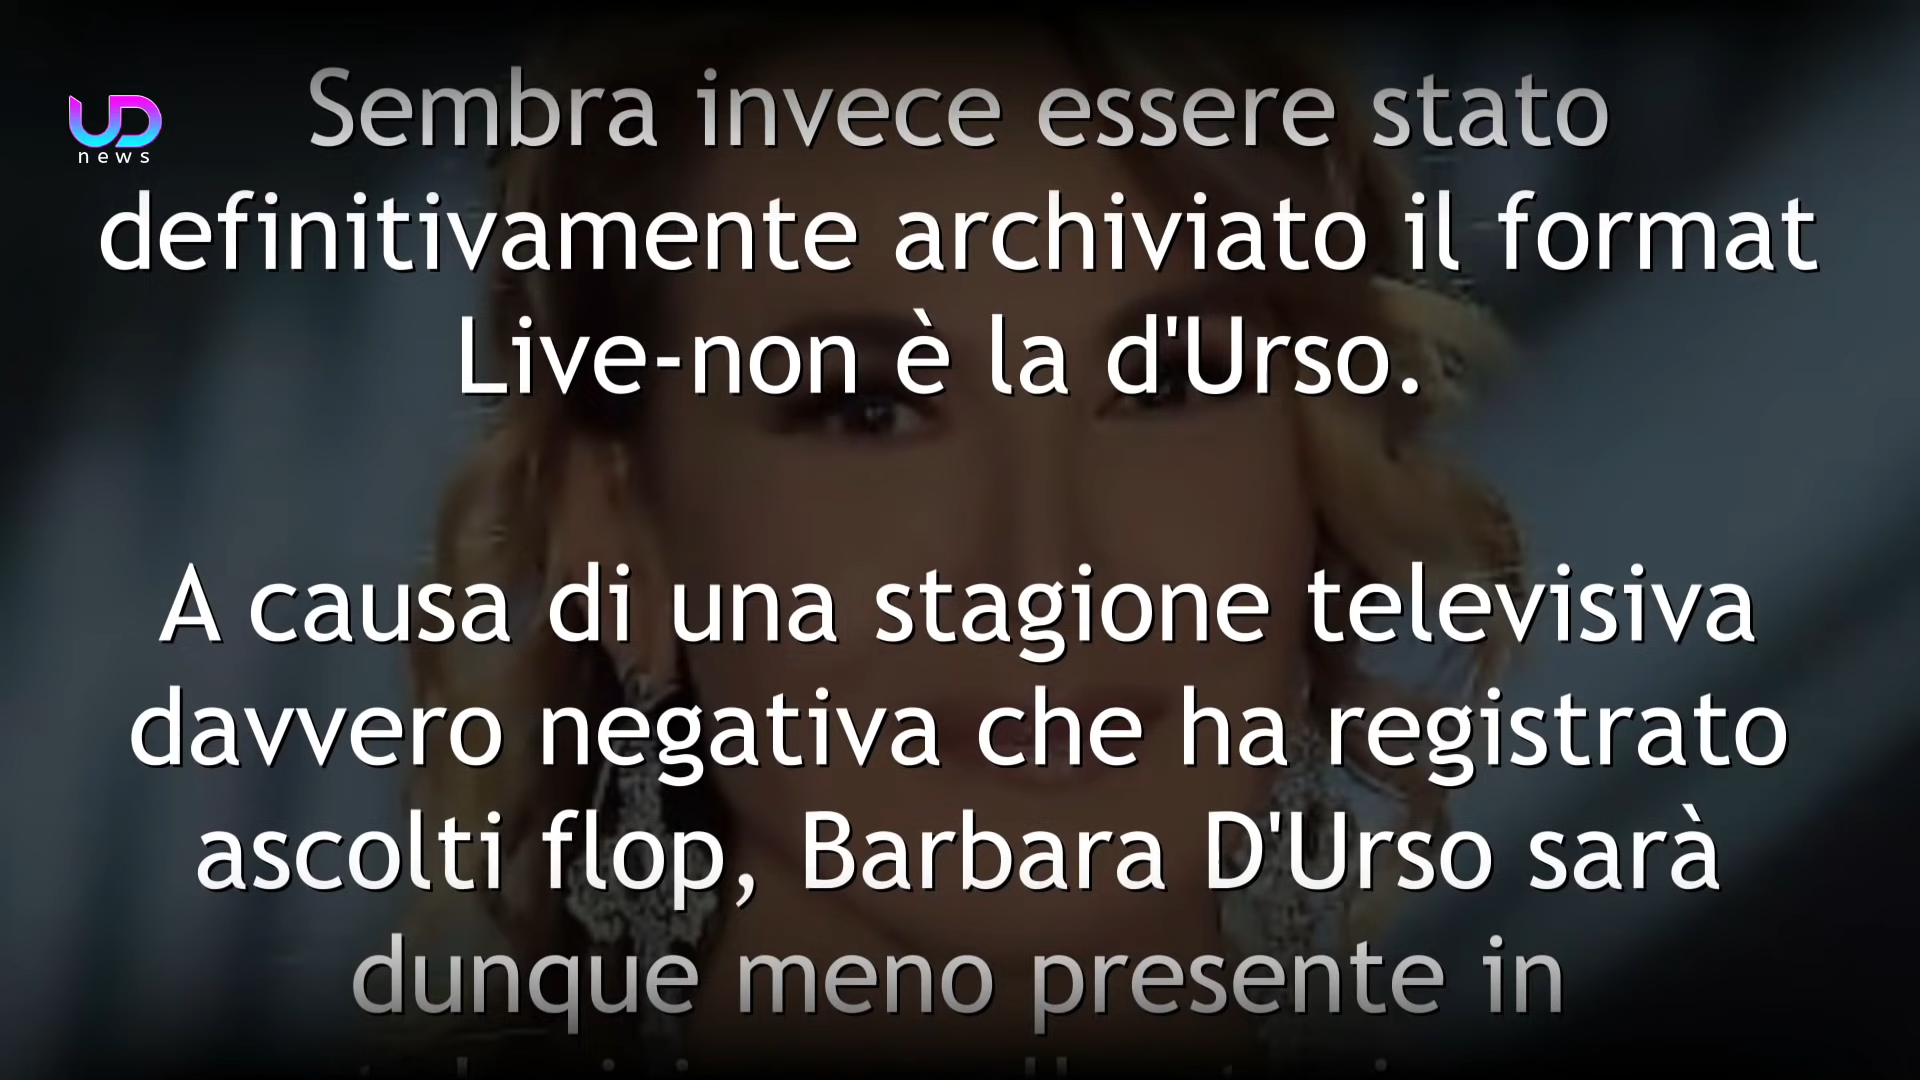 UD
news
Sembra invece essere stato
definitivamente archiviato il format
Live-non è la d'Urso.
A causa di una stagione televisiva
davvero negativa che ha registrato
ascolti flop, Barbara D'Urso sarà
dunque meno presente in